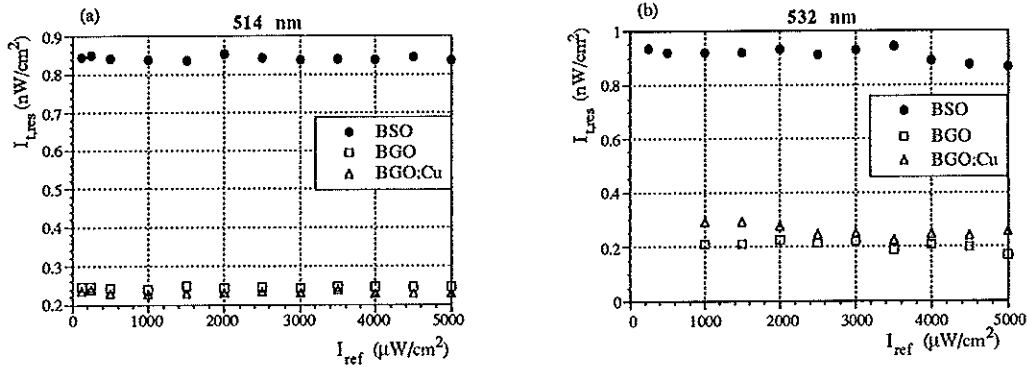 (a)
514 nm
I_t,res (nW/cm²)
0.9
0.8
0.7
0.6
0.5
0.4
0.3
0.2
BSO
BGO
BGO:Cu
0 1000 2000 3000 4000 5000
I_ref (μW/cm²)
(b)
532 nm
I_t,res (nW/cm²)
1
0.8
0.6
0.4
0.2
0
BSO
BGO
BGO:Cu
0 1000 2000 3000 4000 5000
I_ref (μW/cm²)